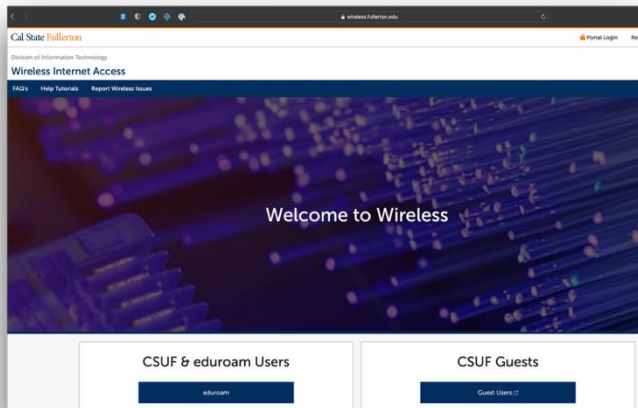 wireless.fullerton.edu
Cal State Fullerton
Portal Login
Division of Information Technology
Wireless Internet Access
FAQ's Help Tutorials Report Wireless Issues
Welcome to Wireless
CSUF & eduroam Users
CSUF Guests
eduroam
Guest Users